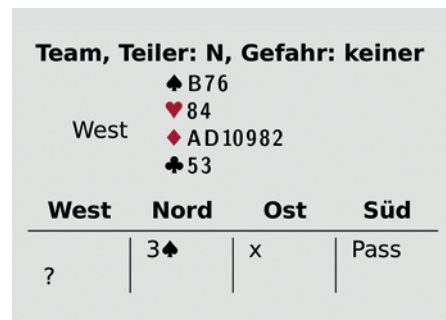 Team, Teiler: N, Gefahr: keiner
♠B76
♥84
West
♦AD10982
♣53
West Nord Ost Süd
3♠ x Pass
?